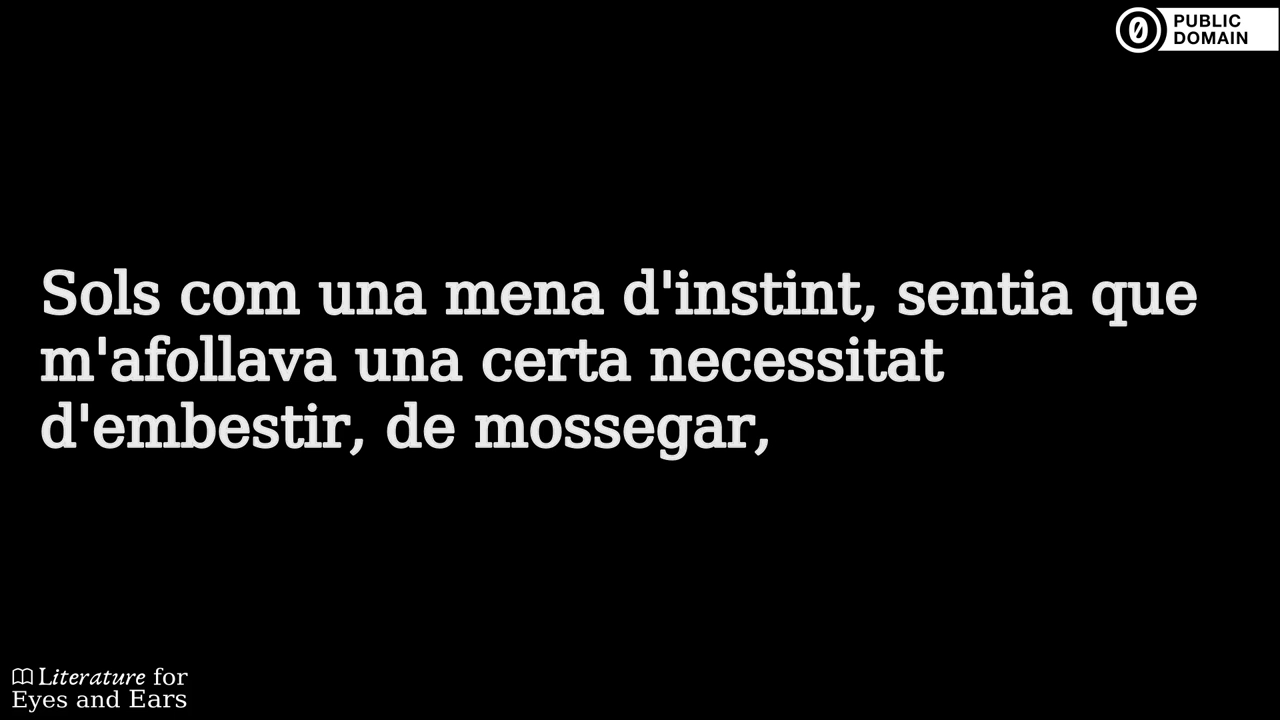 PUBLIC
DOMAIN
Sols com una mena d'instint, sentia que
m'afollava una certa necessitat
d'embestir, de mossegar,
Literature for
Eyes and Ears